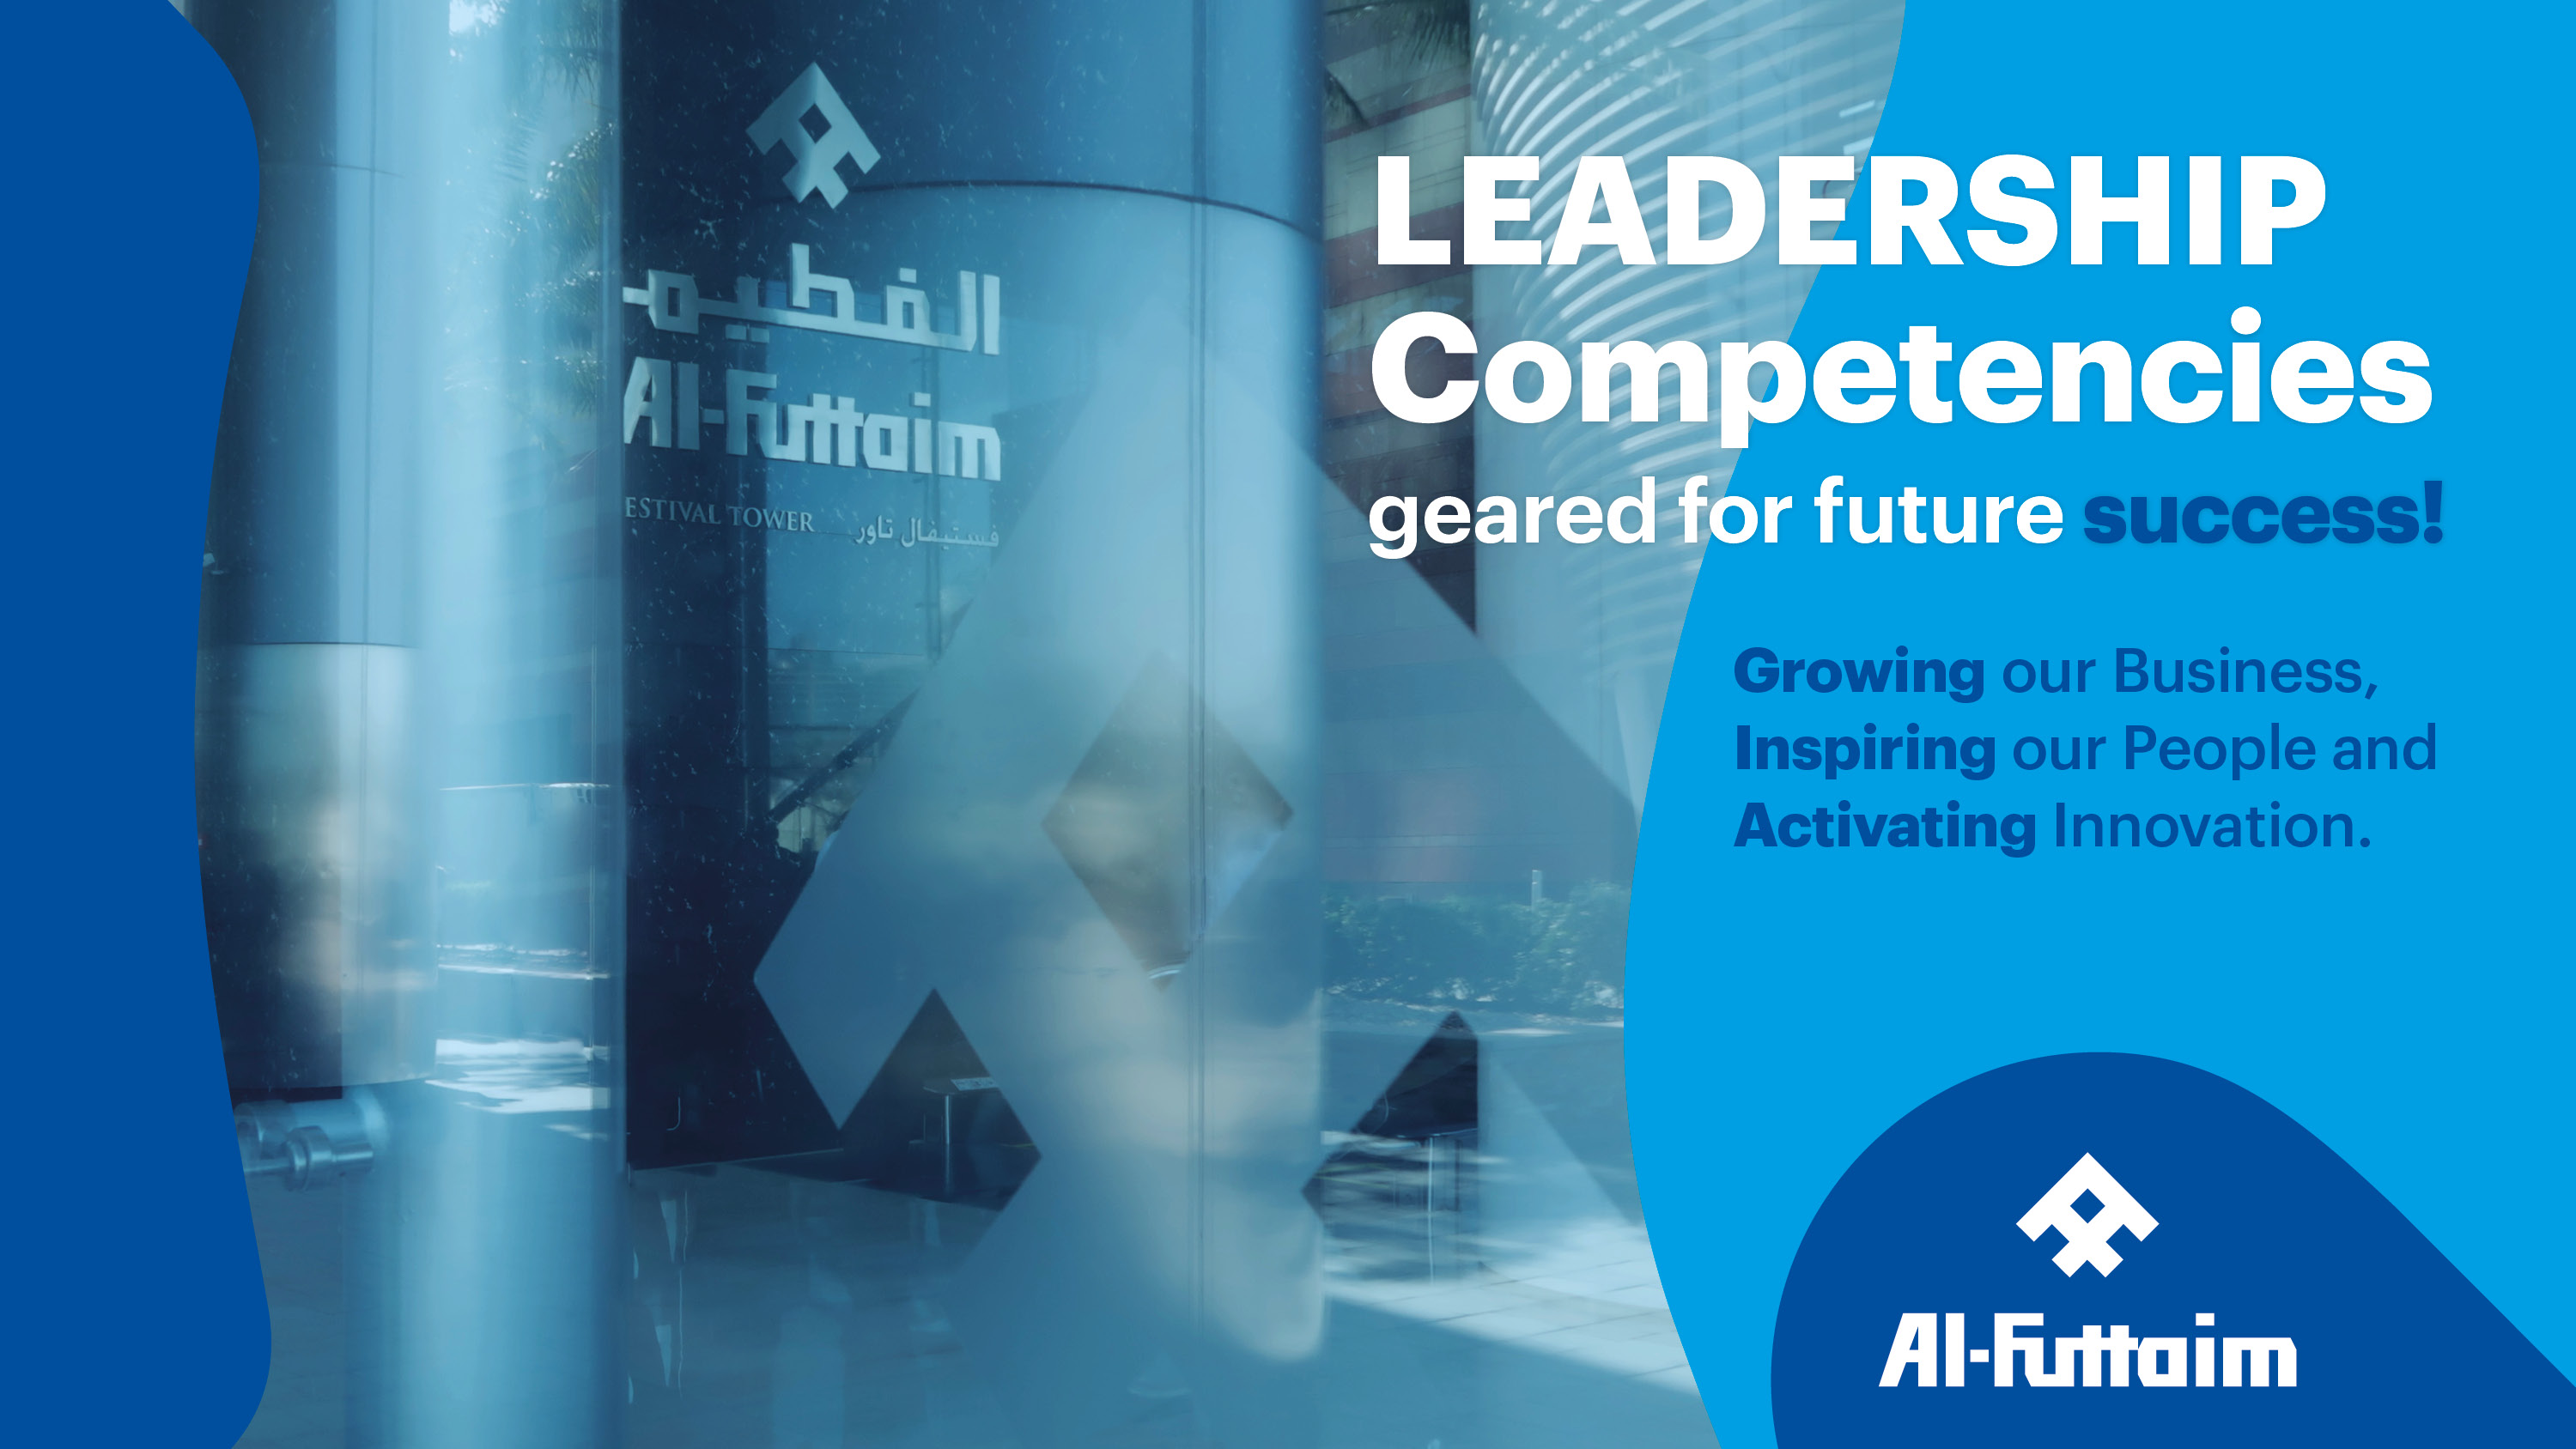 الفطيم
Al-Futtaim
ESTIVAL TOWER
فستيفال تاور
LEADERSHIP
Competencies
geared for future success!
Growing our Business,
Inspiring our People and
Activating Innovation.
Al-Futtaim